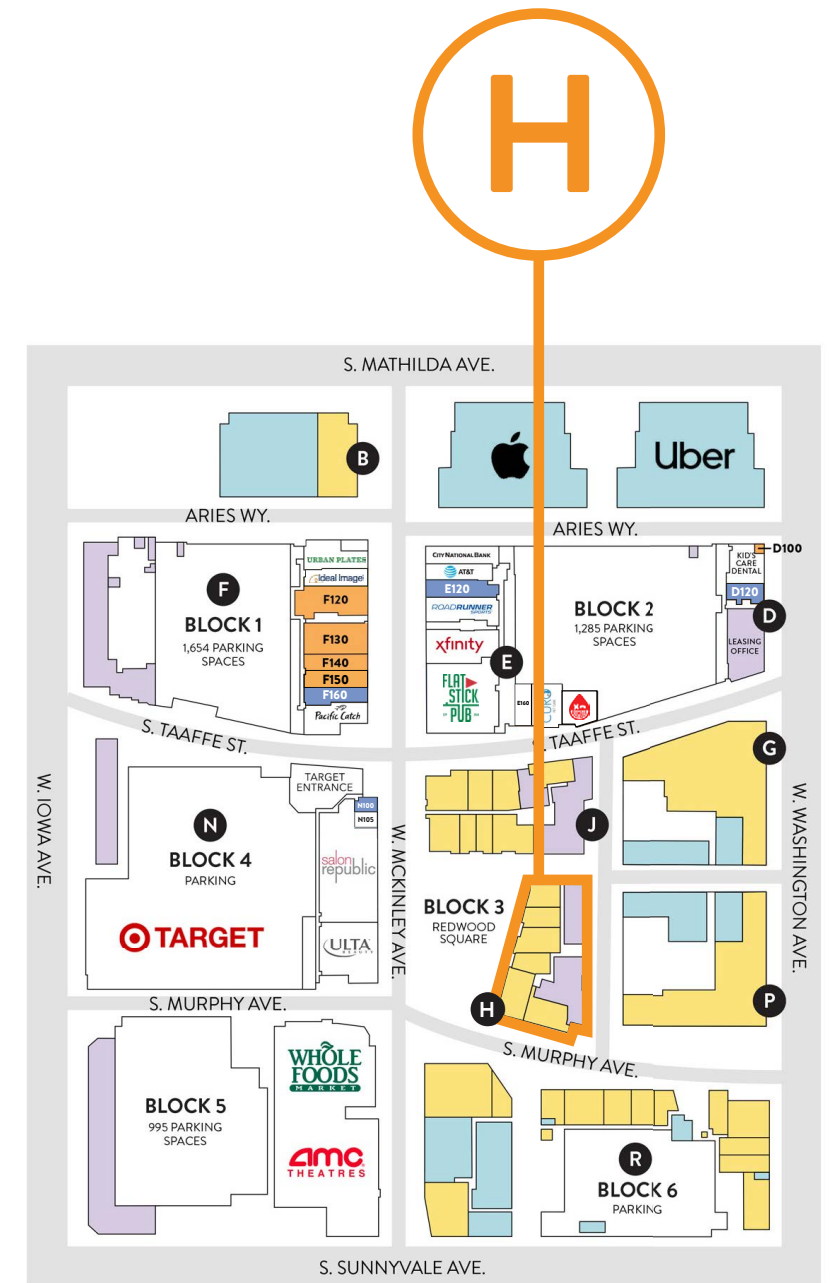 H
S. MATHILDA AVE.
B
Uber
ARIES WY.
ARIES WY.
F
BLOCK 1
1,654 PARKING
SPACES
URBAN PLATES
Ideal Image
F120
F130
F140
F150
F160
Pacific Catch
CITY NATIONAL BANK
AT&T
E120
ROADRUNNER
SPORTS
xfinity
FLAT
STICK
PUB
E
E160
BLOCK 2
1,285 PARKING
SPACES
KID'S
CARE
DENTAL
D100
D120
D
LEASING
OFFICE
S. TAAFFE ST.
S. TAAFFE ST.
G
W. IOWA AVE.
N
BLOCK 4
PARKING
TARGET
TARGET
ENTRANCE
N100
N105
salon
republic
ULTA
BEAUTY
W. MCKINLEY AVE.
J
BLOCK 3
REDWOOD
SQUARE
H
W. WASHINGTON AVE.
P
S. MURPHY AVE.
S. MURPHY AVE.
BLOCK 5
995 PARKING
SPACES
WHOLE
FOODS
MARKET
amc
THEATRES
R
BLOCK 6
PARKING
S. SUNNYVALE AVE.